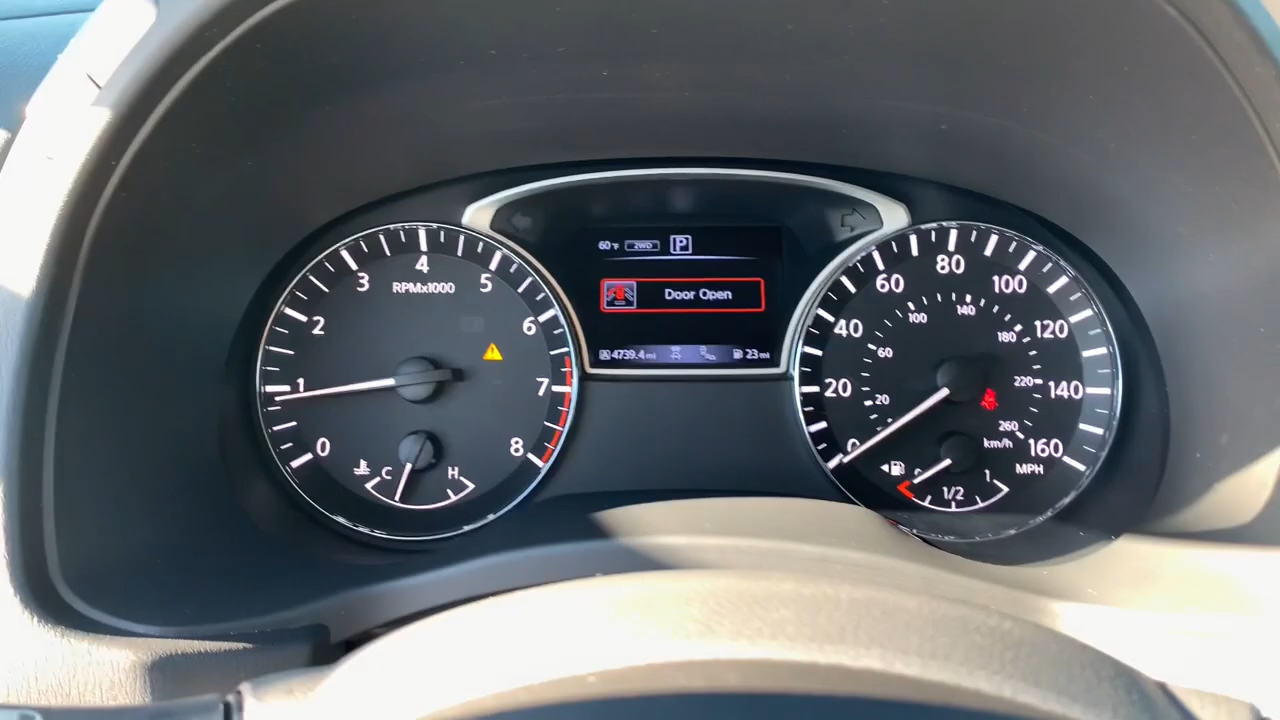 60°F 2WD P
Door Open
A 4739.4 mi
23 mi
0
1
2
3
4
5
6
7
8
RPMx1000
C H
0
20
40
60
80
100
120
140
160
MPH
20
60
100
140
180
220
260
km/h
0 1/2 1